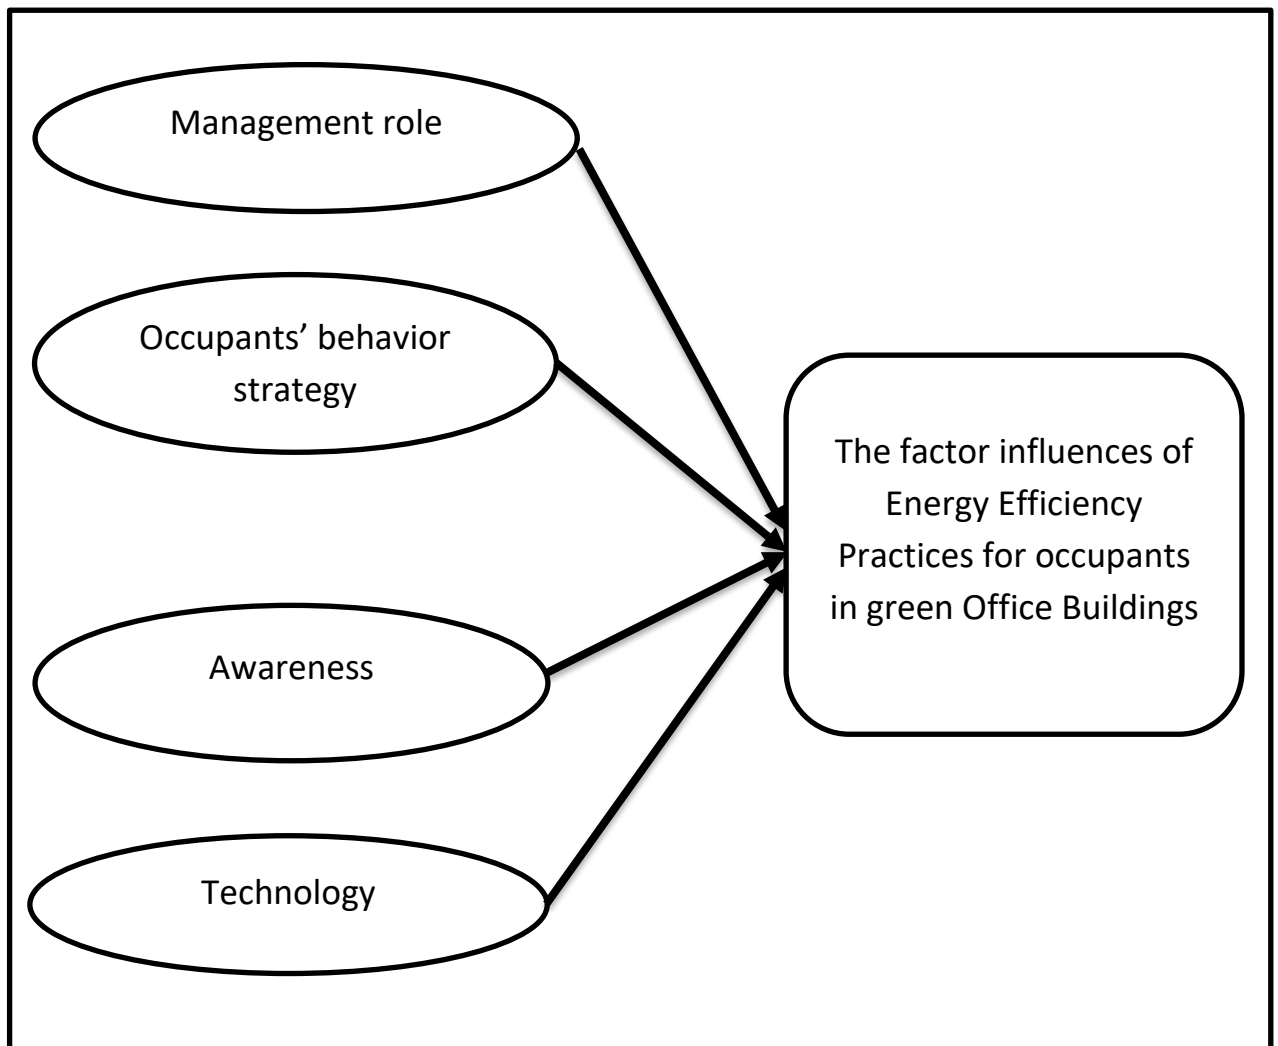 Management role
Occupants’ behavior
strategy
Awareness
Technology
The factor influences of
Energy Efficiency
Practices for occupants
in green Office Buildings